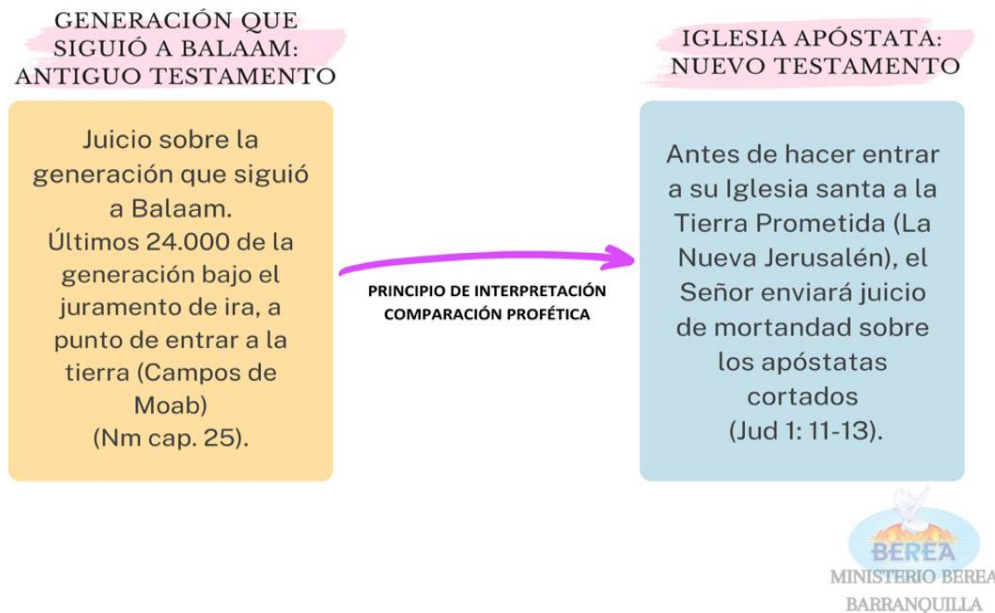 GENERACIÓN QUE
SIGUIÓ A BALAAM:
ANTIGUO TESTAMENTO
Juicio sobre la
generación que siguió
a Balaam.
Últimos 24.000 de la
generación bajo el
juramento de ira, a
punto de entrar a la
tierra (Campos de
Moab)
(Nm cap. 25).
PRINCIPIO DE INTERPRETACIÓN
COMPARACIÓN PROFÉTICA
IGLESIA APÓSTATA:
NUEVO TESTAMENTO
Antes de hacer entrar
a su Iglesia santa a la
Tierra Prometida (La
Nueva Jerusalén), el
Señor enviará juicio
de mortandad sobre
los apóstatas
cortados
(Jud 1: 11-13).
BEREA
MINISTERIO BEREA
BARRANQUILLA